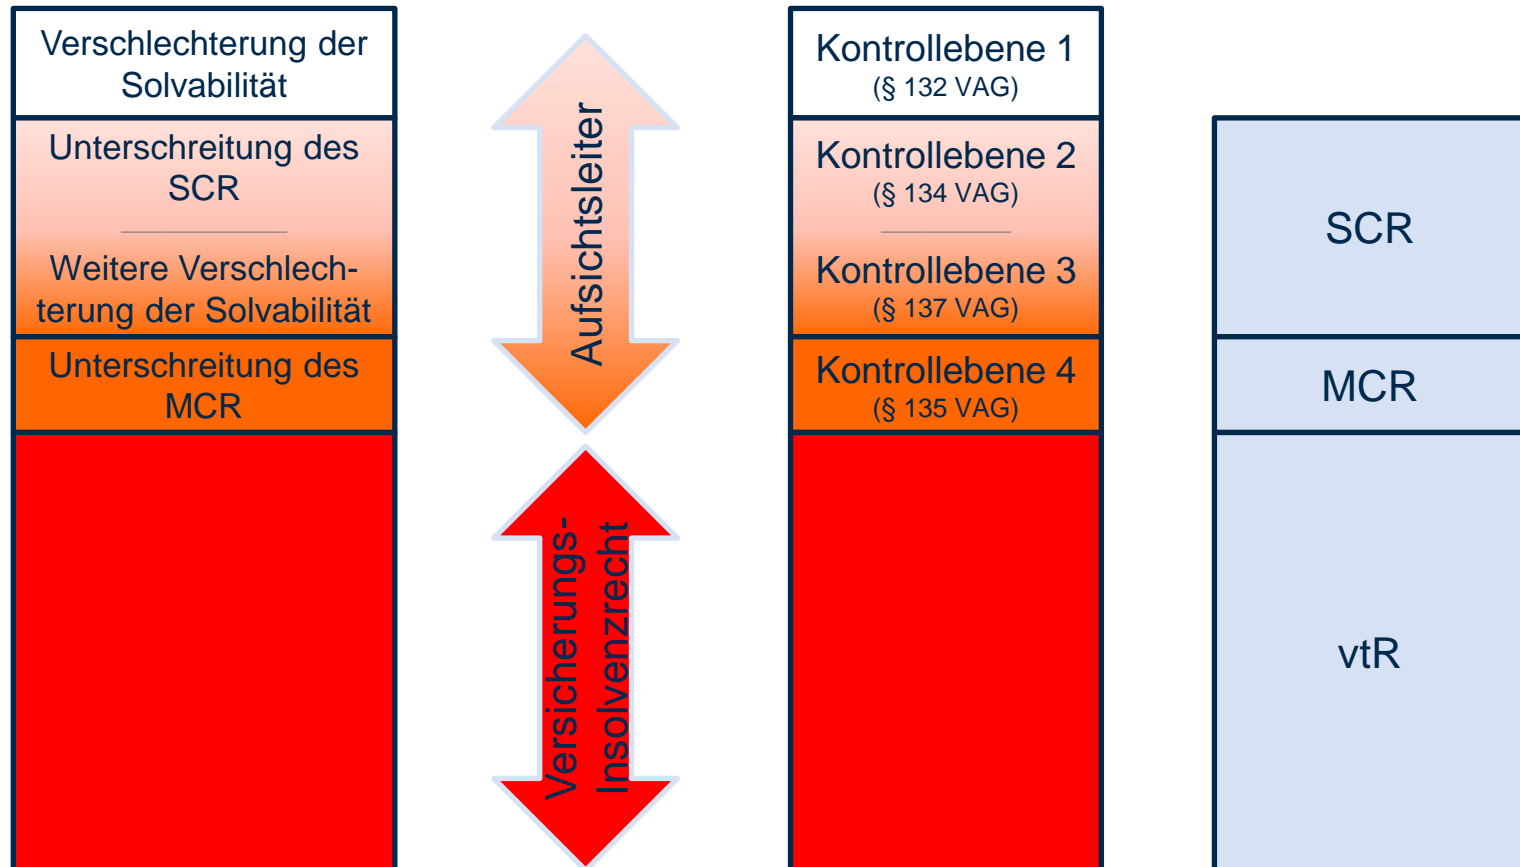 Verschlechterung der
Solvabilität
Unterschreitung des
SCR
Weitere Verschlech-
terung der Solvabilität
Unterschreitung des
MCR
Aufsichtsleiter
Versicherungs-
Insolvenzrecht
Kontrollebene 1
(§ 132 VAG)
Kontrollebene 2
(§ 134 VAG)
Kontrollebene 3
(§ 137 VAG)
Kontrollebene 4
(§ 135 VAG)
SCR
MCR
vtR